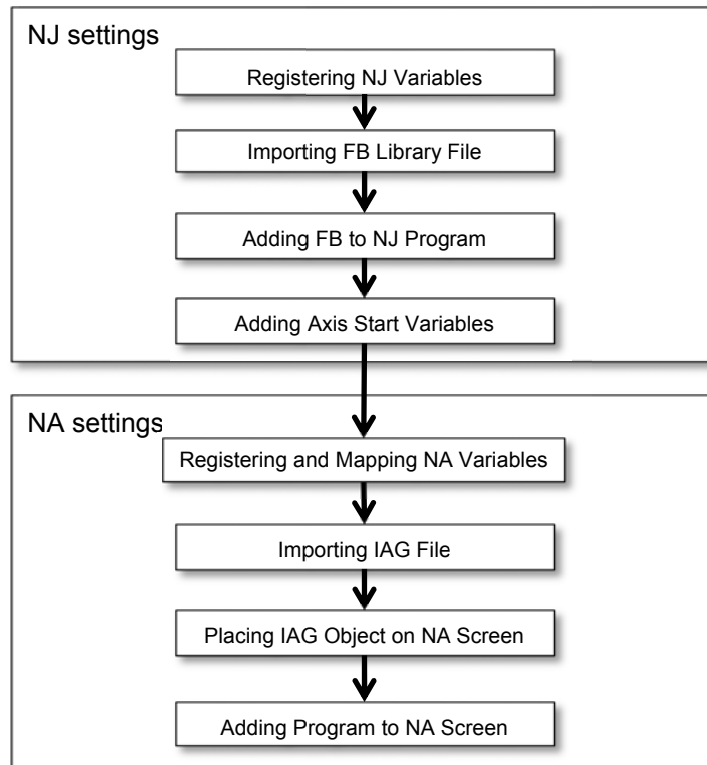 NJ settings
Registering NJ Variables
Importing FB Library File
Adding FB to NJ Program
Adding Axis Start Variables
NA settings
Registering and Mapping NA Variables
Importing IAG File
Placing IAG Object on NA Screen
Adding Program to NA Screen